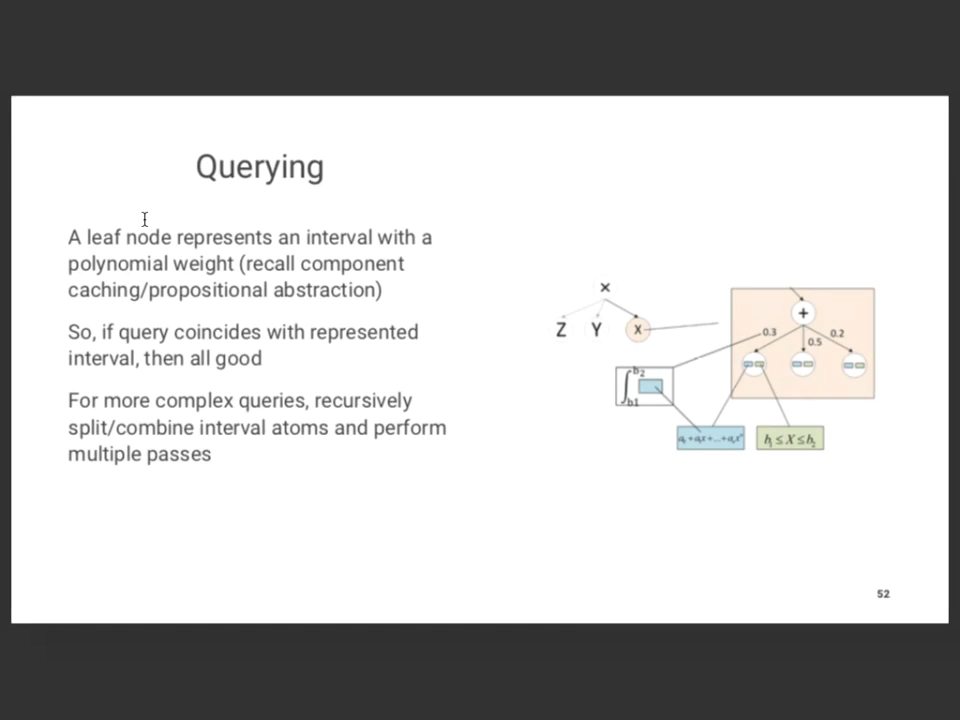 Querying
A leaf node represents an interval with a
polynomial weight (recall component
caching/propositional abstraction)
So, if query coincides with represented
interval, then all good
For more complex queries, recursively
split/combine interval atoms and perform
multiple passes
×
Z Y X
+
0.3 0.5 0.2
∫ b2
b1
b₁ ≤ X ≤ b₂
52